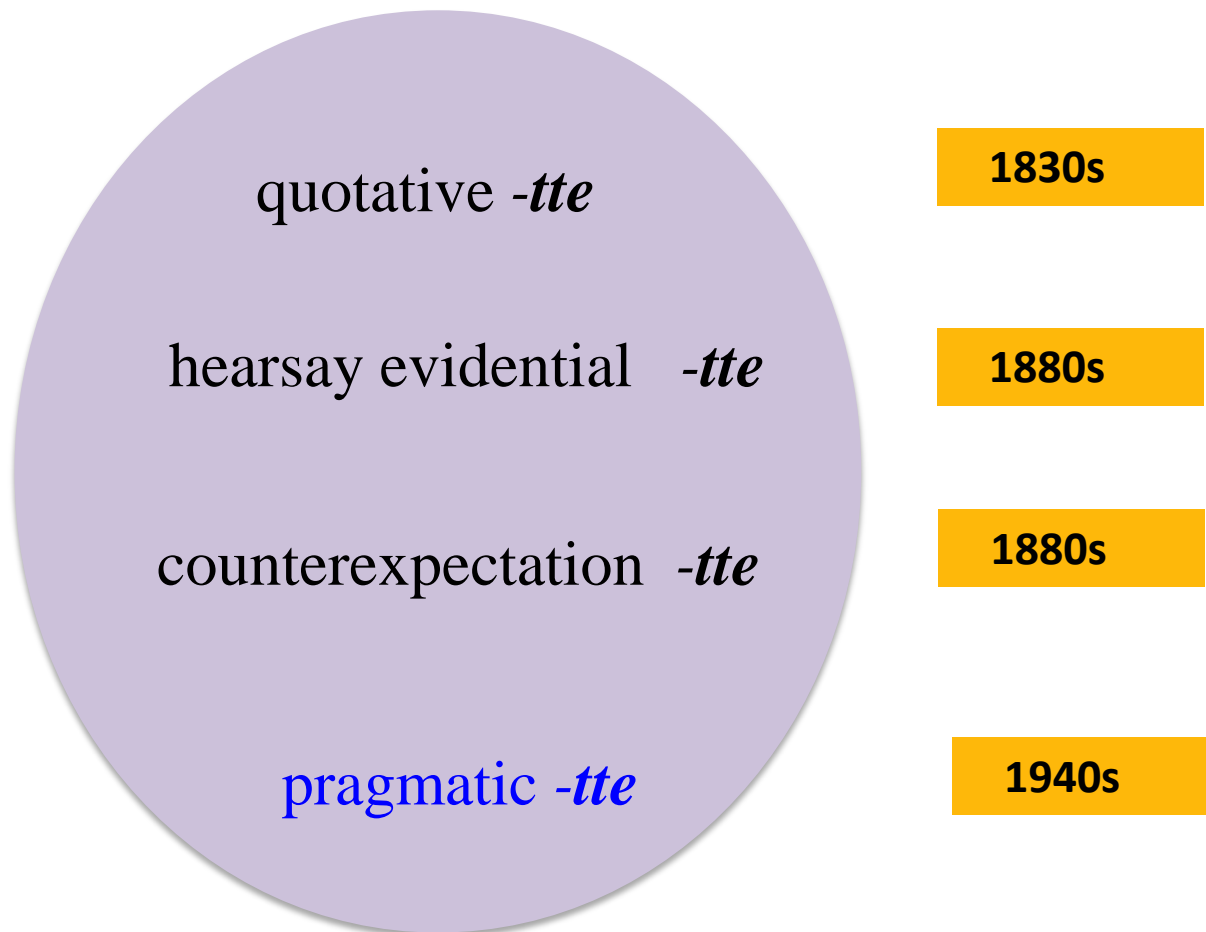 quotative -tte 1830s
hearsay evidential -tte 1880s
counterexpectation -tte 1880s
pragmatic -tte 1940s